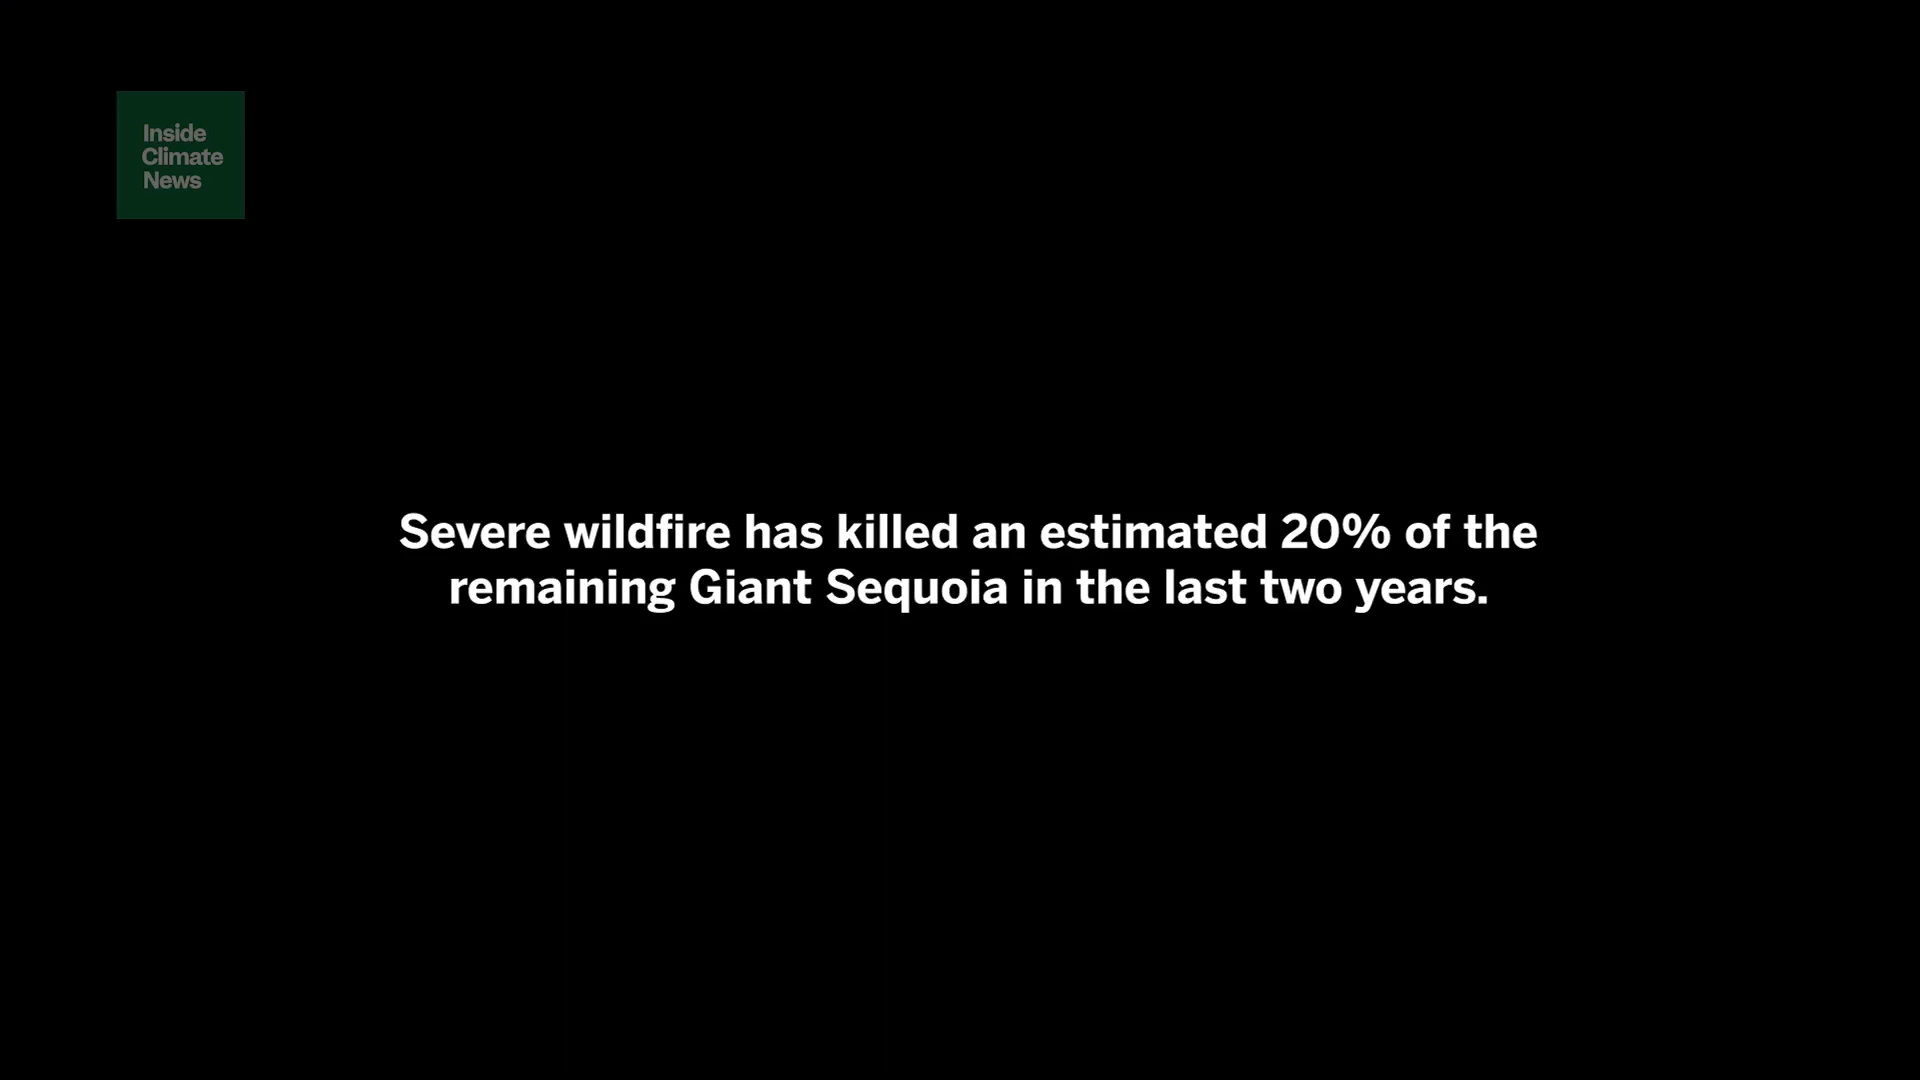 Inside
Climate
News
Severe wildfire has killed an estimated 20% of the
remaining Giant Sequoia in the last two years.